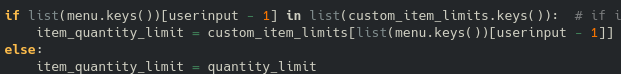 if list(menu.keys())[userinput - 1] in list(custom_item_limits.keys()):  # if i
    item_quantity_limit = custom_limits[list(menu.keys())[userinput - 1]]
else:
    item_quantity_limit = quantity_limit